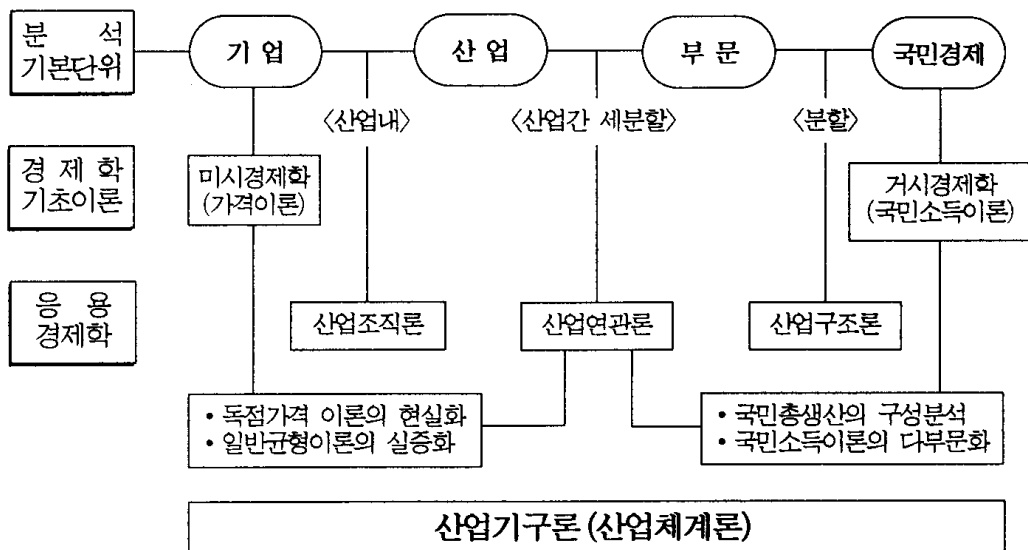 분 석
기본단위
기 업
산 업
부 문
국민경제
〈산업내〉
〈산업간 세분할〉
〈분할〉
경 제 학
기초이론
미시경제학
(가격이론)
거시경제학
(국민소득이론)
응 용
경제학
산업조직론
산업연관론
산업구조론
• 독점가격 이론의 현실화
• 일반균형이론의 실증화
• 국민총생산의 구성분석
• 국민소득이론의 다부문화
산업기구론 (산업체계론)